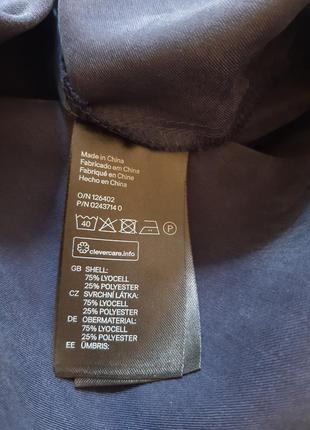 Made in China
Fabricado em China
Fabriqué en Chine
Hecho en China
O/N 126402
P/N 0243714 0
40 P
clevercare.info
GB SHELL:
75% LYOCELL
25% POLYESTER
CZ SVRCHNÍ LÁTKA:
75% LYOCELL
25% POLYESTER
DE OBERMATERIAL:
75% LYOCELL
25% POLYESTER
EE ÜMBRIS: